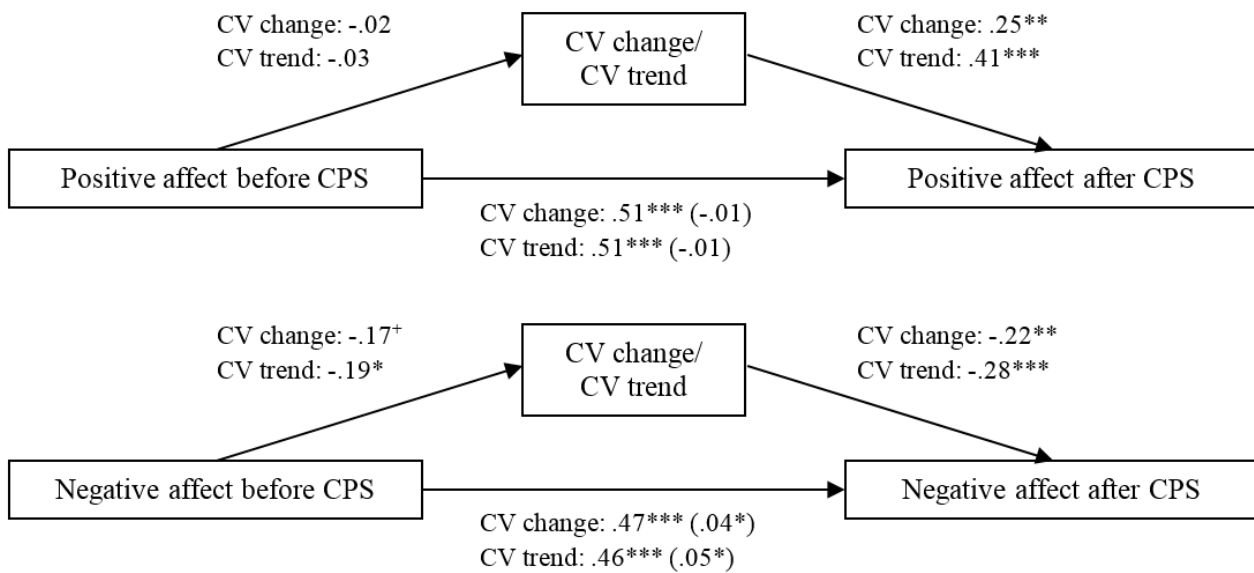 CV change: -.02
CV trend: -.03
CV change/
CV trend
CV change: .25**
CV trend: .41***
Positive affect before CPS
Positive affect after CPS
CV change: .51*** (-.01)
CV trend: .51*** (-.01)
CV change: -.17⁺
CV trend: -.19*
CV change/
CV trend
CV change: -.22**
CV trend: -.28***
Negative affect before CPS
Negative affect after CPS
CV change: .47*** (.04*)
CV trend: .46*** (.05*)